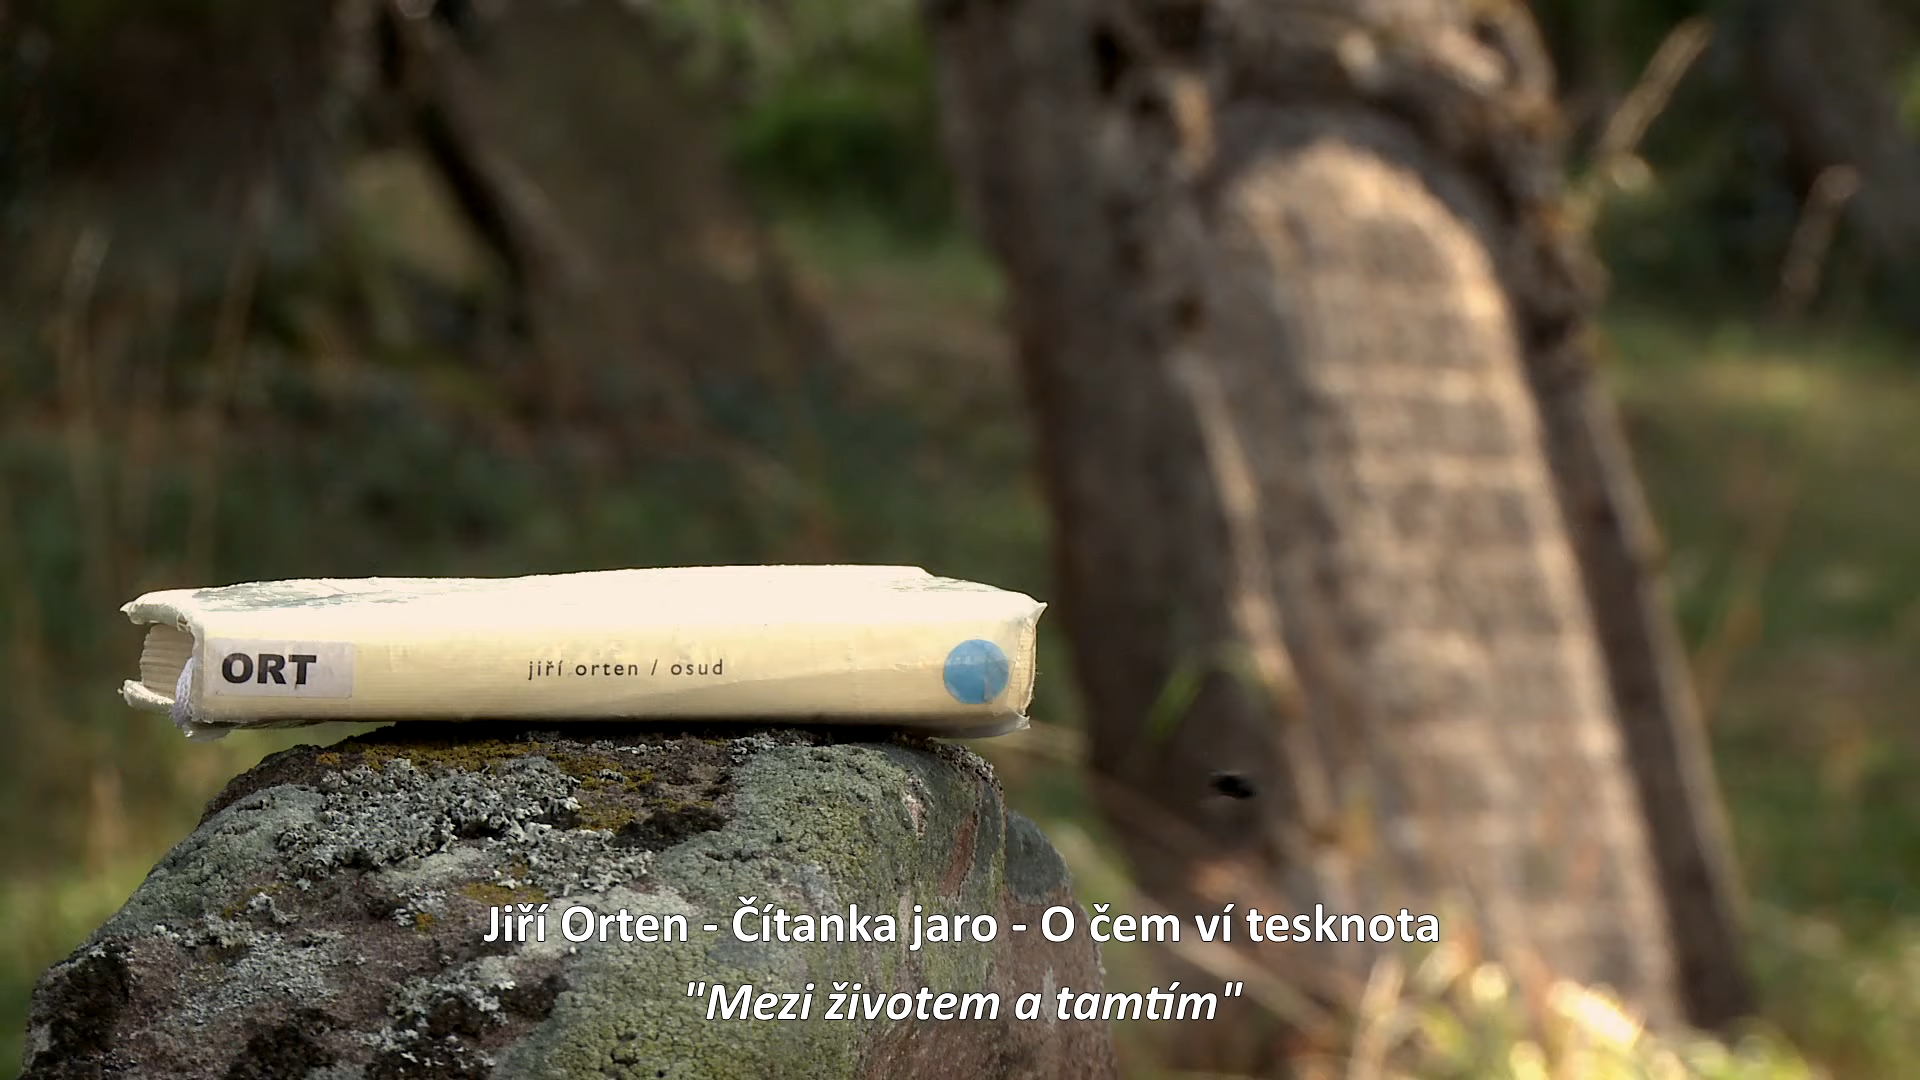 ORT
jiří orten / osud
Jiří Orten - Čítanka jaro - O čem ví tesknota
"Mezi životem a tamtím"